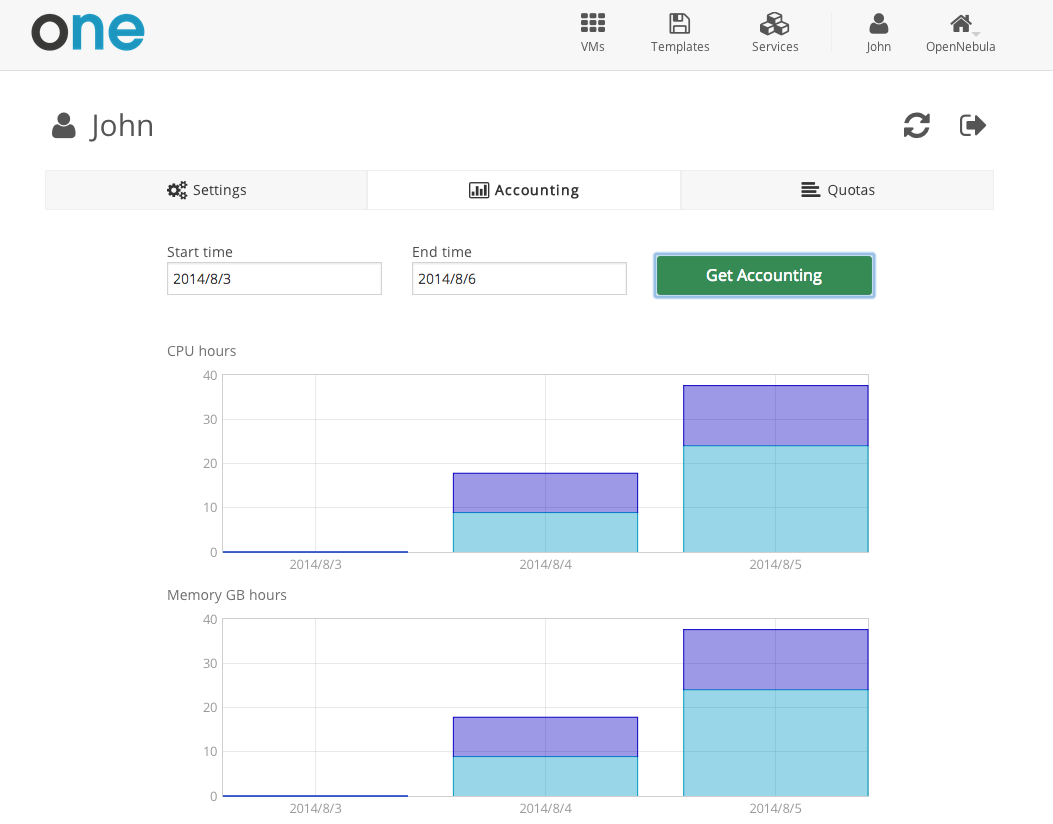 one
VMs Templates Services John OpenNebula
John
Settings Accounting Quotas
Start time End time
2014/8/3 2014/8/6 Get Accounting
CPU hours
40
30
20
10
0
2014/8/3 2014/8/4 2014/8/5
Memory GB hours
40
30
20
10
0
2014/8/3 2014/8/4 2014/8/5